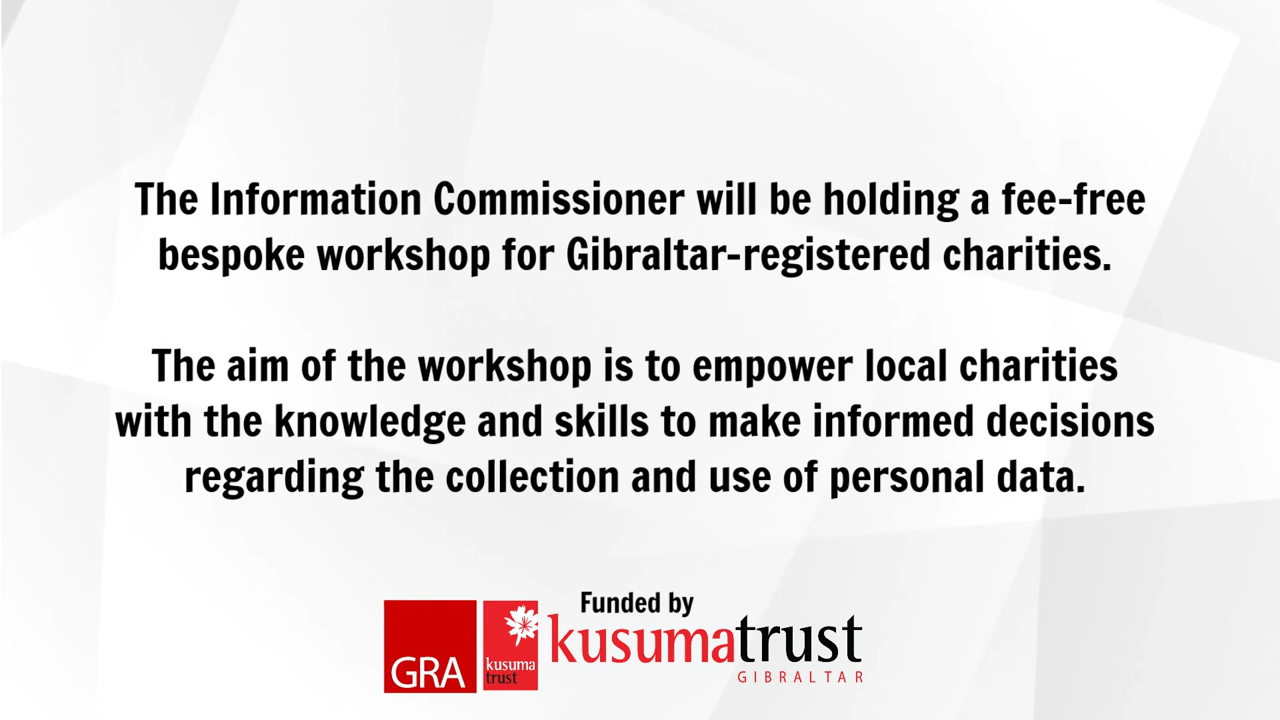 The Information Commissioner will be holding a fee-free
bespoke workshop for Gibraltar-registered charities.
The aim of the workshop is to empower local charities
with the knowledge and skills to make informed decisions
regarding the collection and use of personal data.
Funded by
GRA
kusuma
trust
kusumatrust
GIBRALTAR